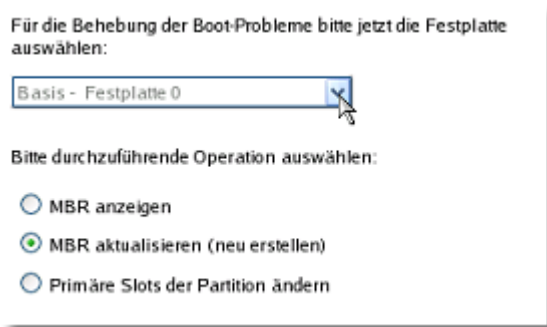 Für die Behebung der Boot-Probleme bitte jetzt die Festplatte
auswählen:
Basis - Festplatte 0
Bitte durchzuführende Operation auswählen:
MBR anzeigen
MBR aktualisieren (neu erstellen)
Primäre Slots der Partition ändern